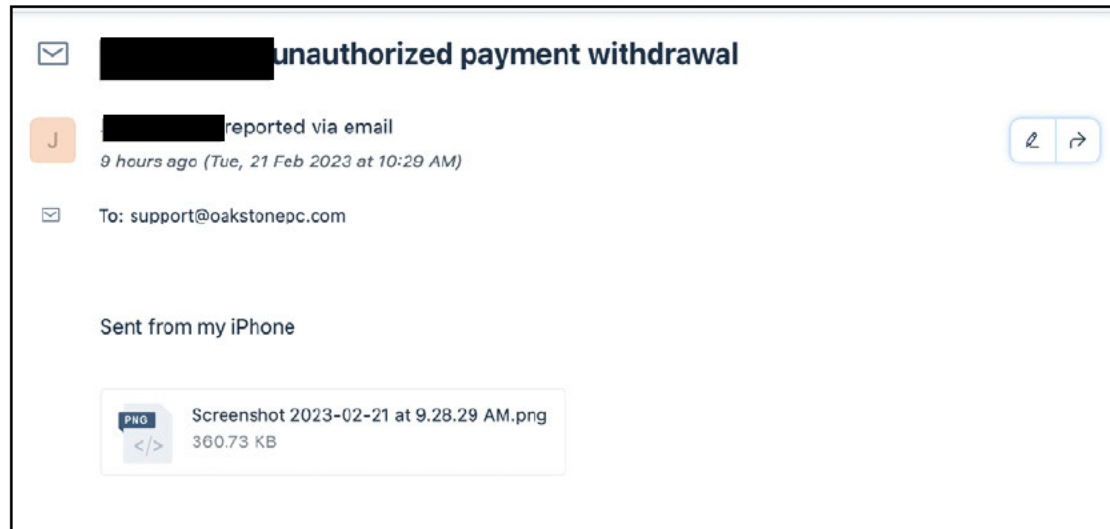 unauthorized payment withdrawal
J
reported via email
9 hours ago (Tue, 21 Feb 2023 at 10:29 AM)
To: support@oakstonepc.com
Sent from my iPhone
PNG
Screenshot 2023-02-21 at 9.28.29 AM.png
</>
360.73 KB